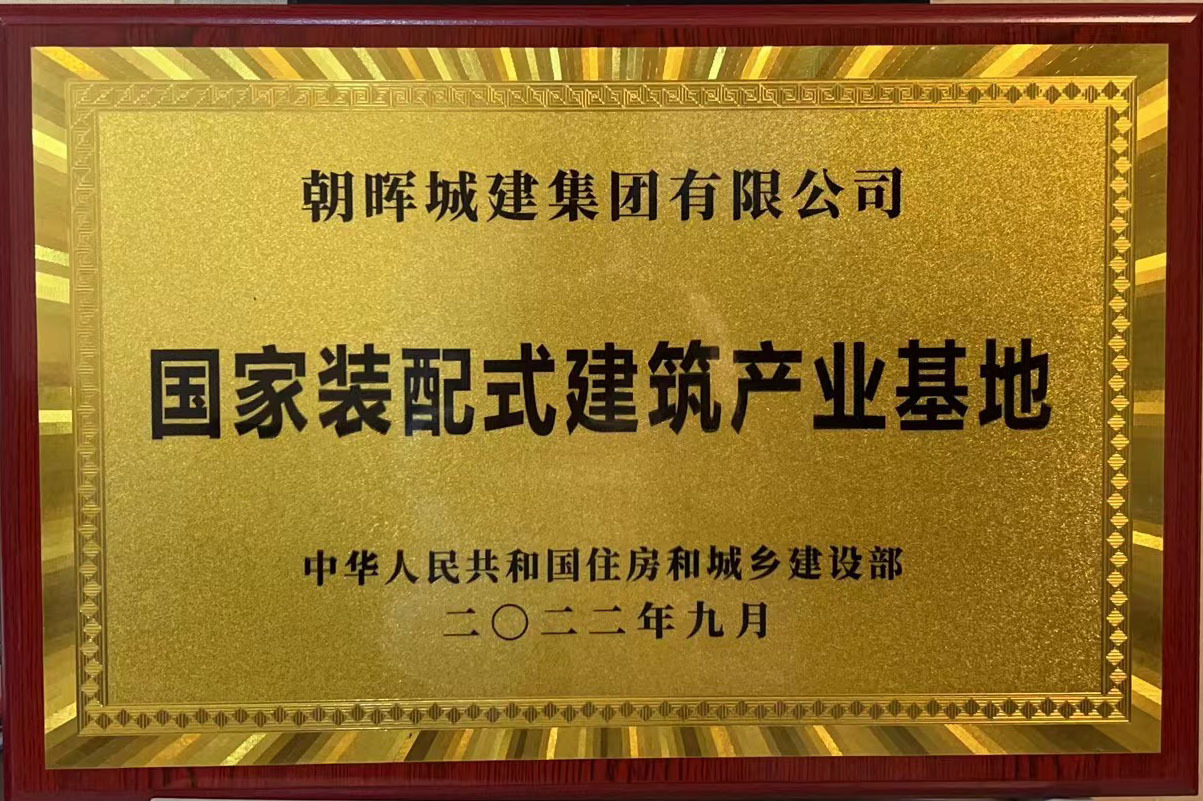 朝晖城建集团有限公司
国家装配式建筑产业基地
中华人民共和国住房和城乡建设部
二〇二二年九月